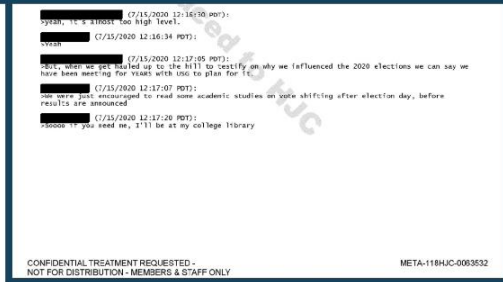 (7/15/2020 12:16:30 PDT):
>yeah, it's almost too high level.
(7/15/2020 12:16:34 PDT):
>Yeah
(7/15/2020 12:17:05 PDT):
>But, when we get hauled up to the hill to testify on why we influenced the 2020 elections we can say we
have been meeting for YEARS with USG to plan for it.
(7/15/2020 12:17:07 PDT):
>We were just encouraged to read some academic studies on vote shifting after election day, before
results are announced
(7/15/2020 12:17:20 PDT):
>Soooo if you need me, I'll be at my college library
ced to HJC
CONFIDENTIAL TREATMENT REQUESTED -
NOT FOR DISTRIBUTION - MEMBERS & STAFF ONLY
META-118HJC-0063532